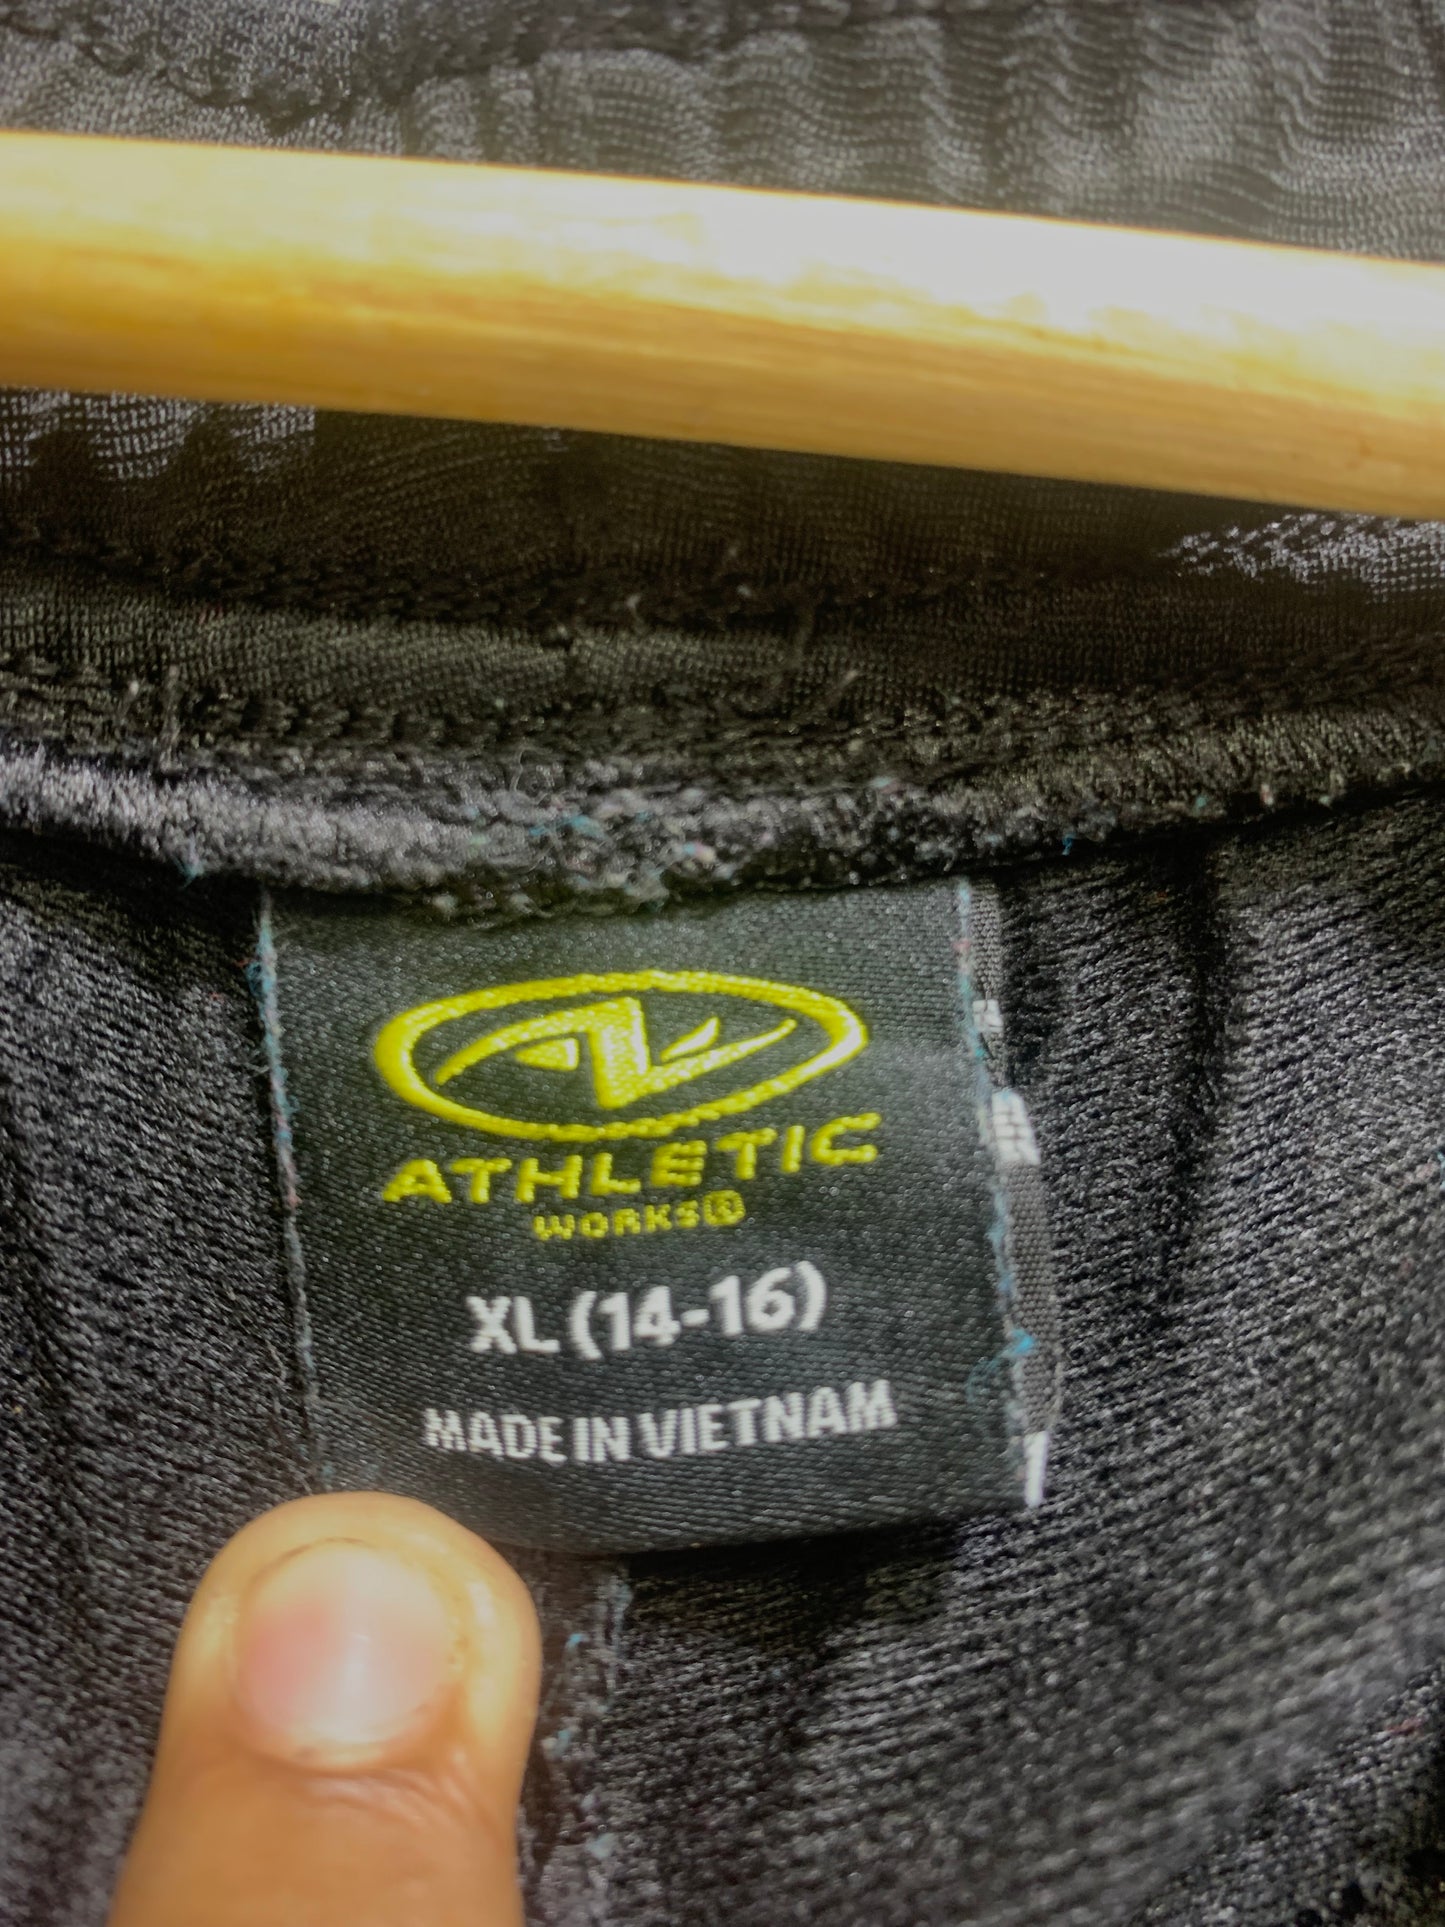 ATHLETIC
WORKS®
XL (14-16)
MADE IN VIETNAM